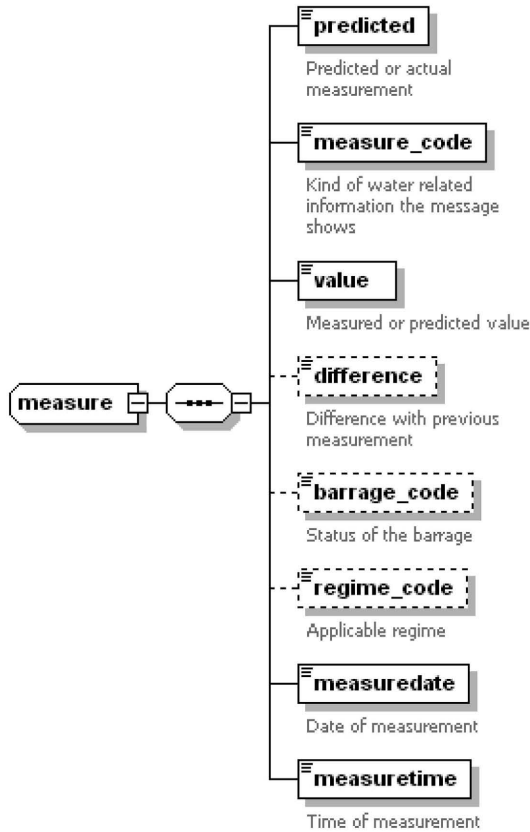 predicted
Predicted or actual
measurement
measure_code
Kind of water related
information the message
shows
value
Measured or predicted value
measure
difference
Difference with previous
measurement
barrage_code
Status of the barrage
regime_code
Applicable regime
measuredate
Date of measurement
measuretime
Time of measurement